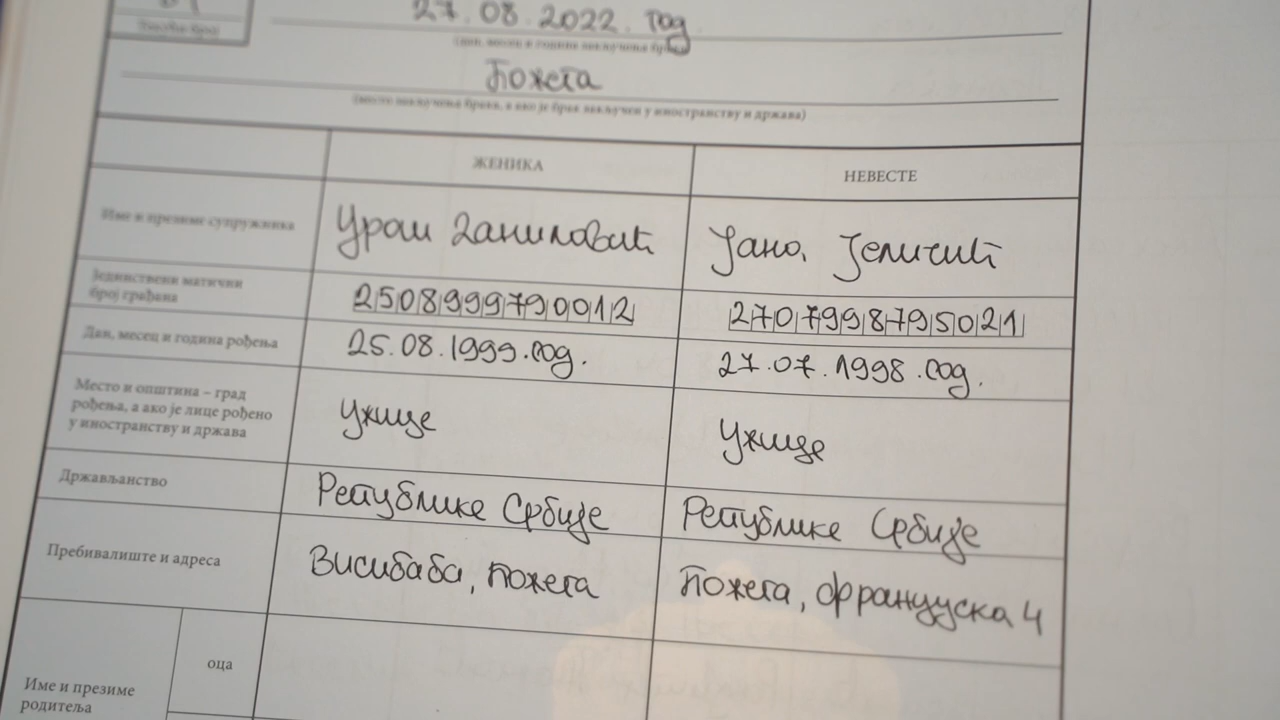 27.08.2022. год
(дан, месец и година закључења брака)
Пожега
(место закључења брака, а ако је брак закључен у иностранству и држава)
ЖЕНИКА НЕВЕСТЕ
Име и презиме супружника Урош Даниловић Јана Јеличић
Јединствени матични
број грађана 2508999790012 2707998795021
Дан, месец и година рођења 25.08.1999.год. 27.07.1998.год.
Место и општина – град
рођења, а ако је лице рођено
у иностранству и држава Ужице Ужице
Држављанство Републике Србије Републике Србије
Пребивалиште и адреса Висибаба, Пожега Пожега, Француска 4
Име и презиме
родитеља оца